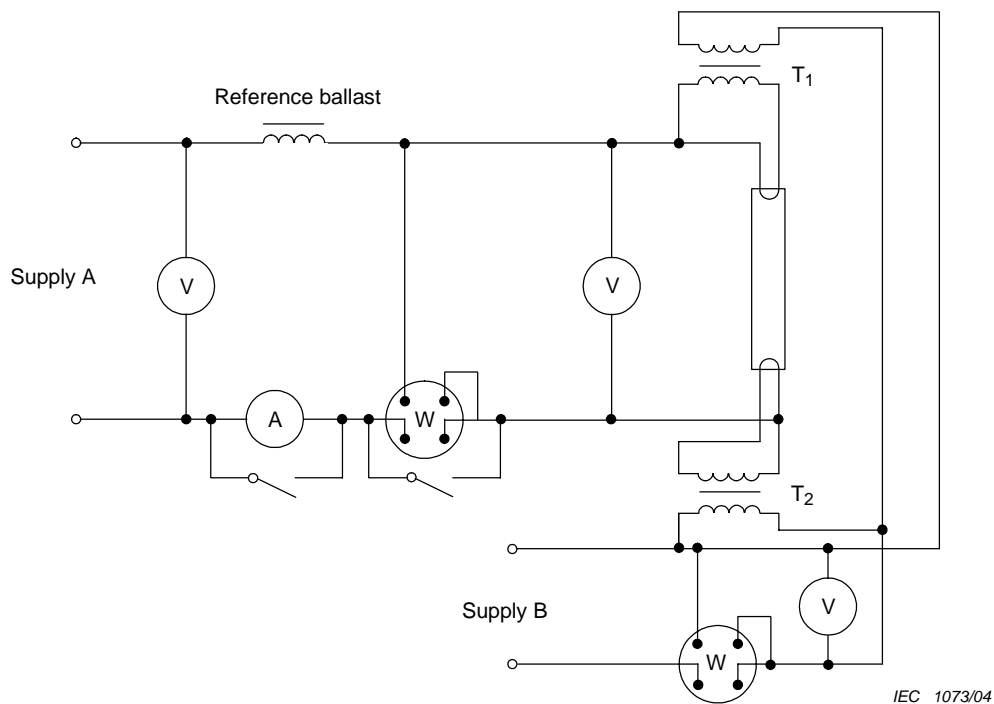 T₁
Reference ballast
Supply A
V
V
A
W
T₂
Supply B
V
W
IEC 1073/04